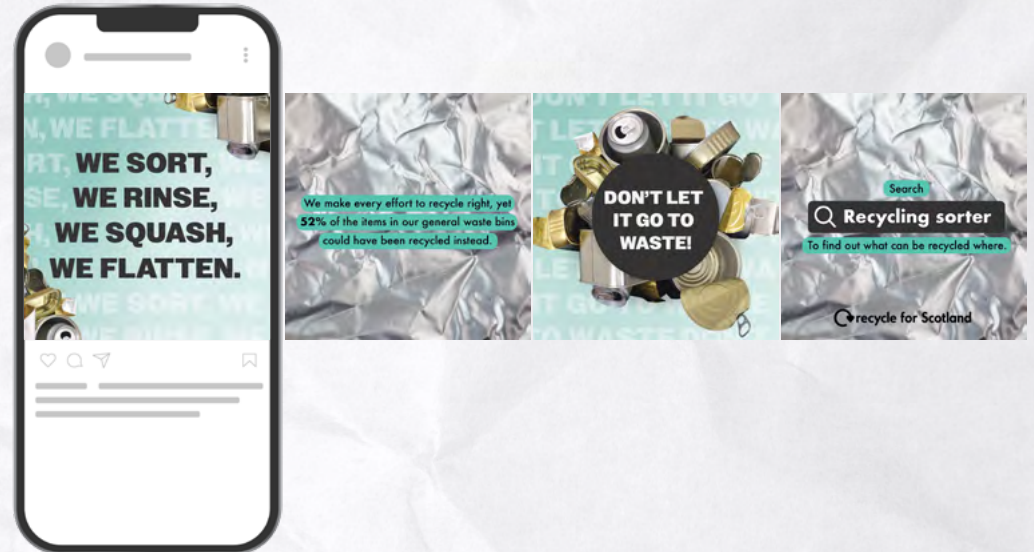 WE SORT,
WE RINSE,
WE SQUASH,
WE FLATTEN.
We make every effort to recycle right, yet
52% of the items in our general waste bins
could have been recycled instead.
DON'T LET
IT GO TO
WASTE!
Search
Recycling sorter
To find out what can be recycled where.
recycle for Scotland